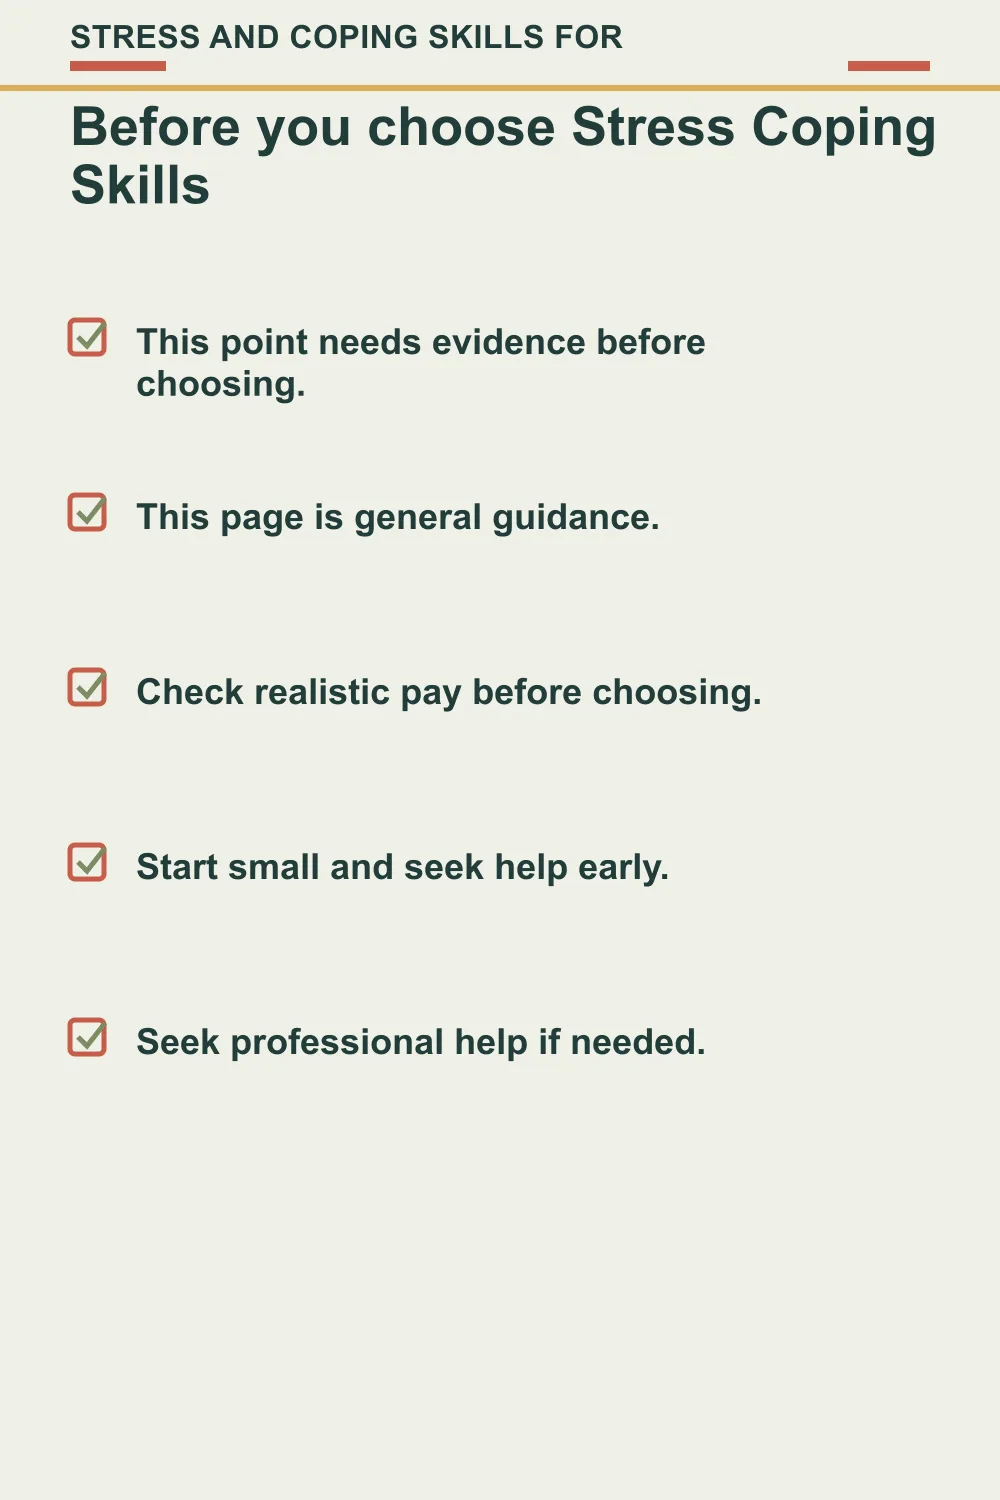 STRESS AND COPING SKILLS FOR
Before you choose Stress Coping
Skills
This point needs evidence before
choosing.
This page is general guidance.
Check realistic pay before choosing.
Start small and seek help early.
Seek professional help if needed.